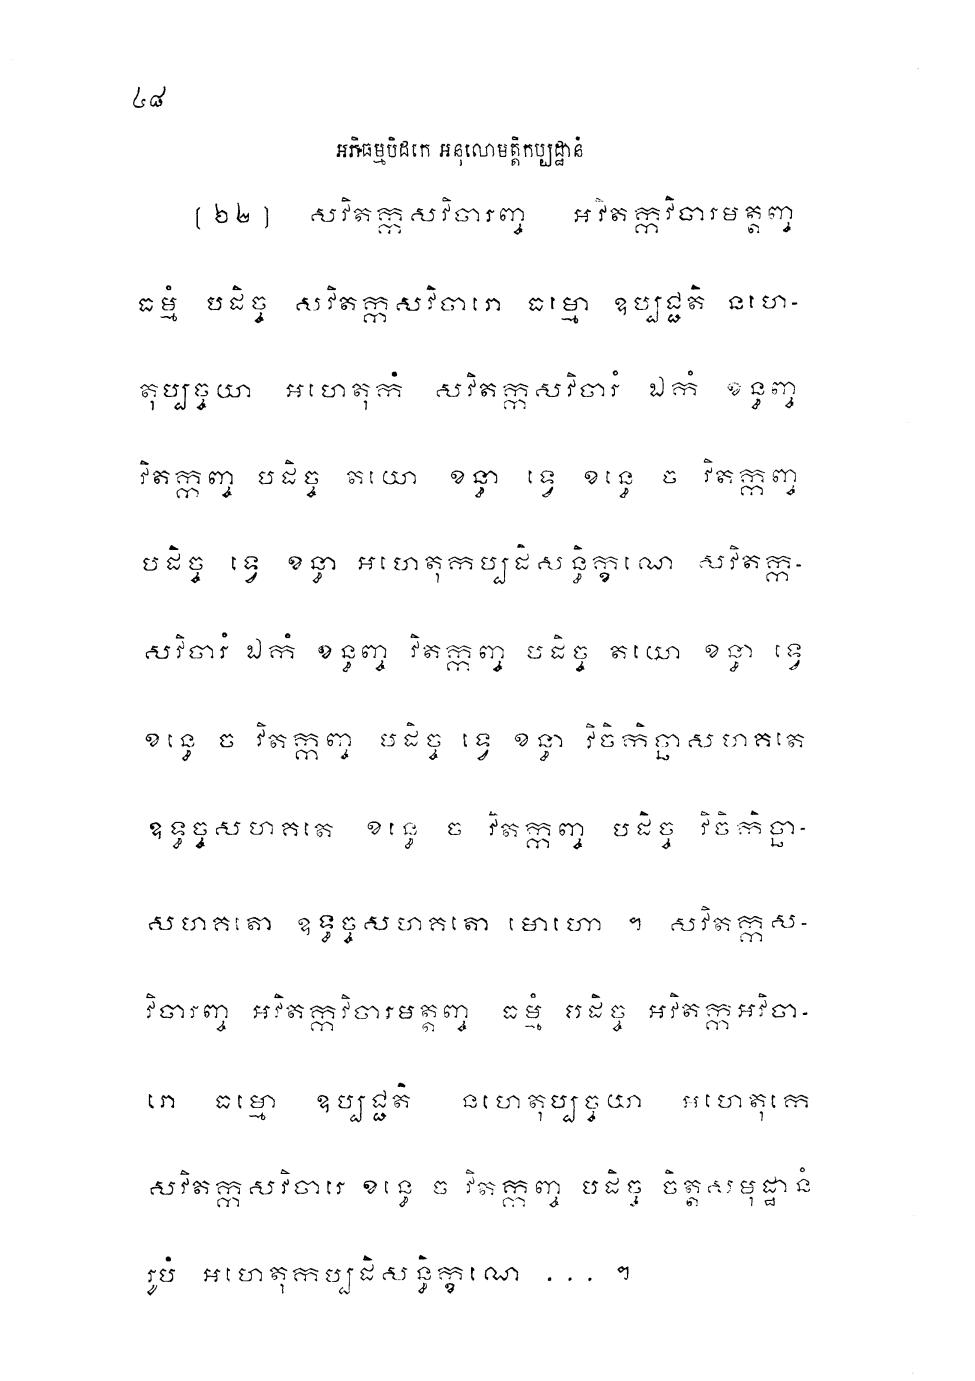 ៤៨
អភិធម្មបិដកេ អនុលោមត្តិកប្បដ្ឋានំ
[៦២] សវិតក្កសវិចារញ្ច អវិតក្កវិចារមត្តញ្ច
ធម្មំ បដិច្ច សវិតក្កសវិចារោ ធម្មោ ឧប្បជ្ជតិ នហេ-
តុប្បច្ចយា អហេតុកំ សវិតក្កសវិចារំ ឯកំ ខន្ធញ្ច
វិតក្កញ្ច បដិច្ច តយោ ខន្ធា ទ្វេ ខន្ធេ ច វិតក្កញ្ច
បដិច្ច ទ្វេ ខន្ធា អហេតុកប្បដិសន្ធិក្ខណេ សវិតក្ក-
សវិចារំ ឯកំ ខន្ធញ្ច វិតក្កញ្ច បដិច្ច តយោ ខន្ធា ទ្វេ
ខន្ធេ ច វិតក្កញ្ច បដិច្ច ទ្វេ ខន្ធា វិចិកិច្ឆាសហគតេ
ឧទ្ធច្ចសហគតេ ខន្ធេ ច វិតក្កញ្ច បដិច្ច វិចិកិច្ឆា-
សហគតោ ឧទ្ធច្ចសហគតោ មោហោ ។ សវិតក្កស-
វិចារញ្ច អវិតក្កវិចារមត្តញ្ច ធម្មំ បដិច្ច អវិតក្កអវិចា-
រោ ធម្មោ ឧប្បជ្ជតិ នហេតុប្បច្ចយា អហេតុកេ
សវិតក្កសវិចារេ ខន្ធេ ច វិតក្កញ្ច បដិច្ច ចិត្តសមុដ្ឋានំ
រូបំ អហេតុកប្បដិសន្ធិក្ខណេ ... ។